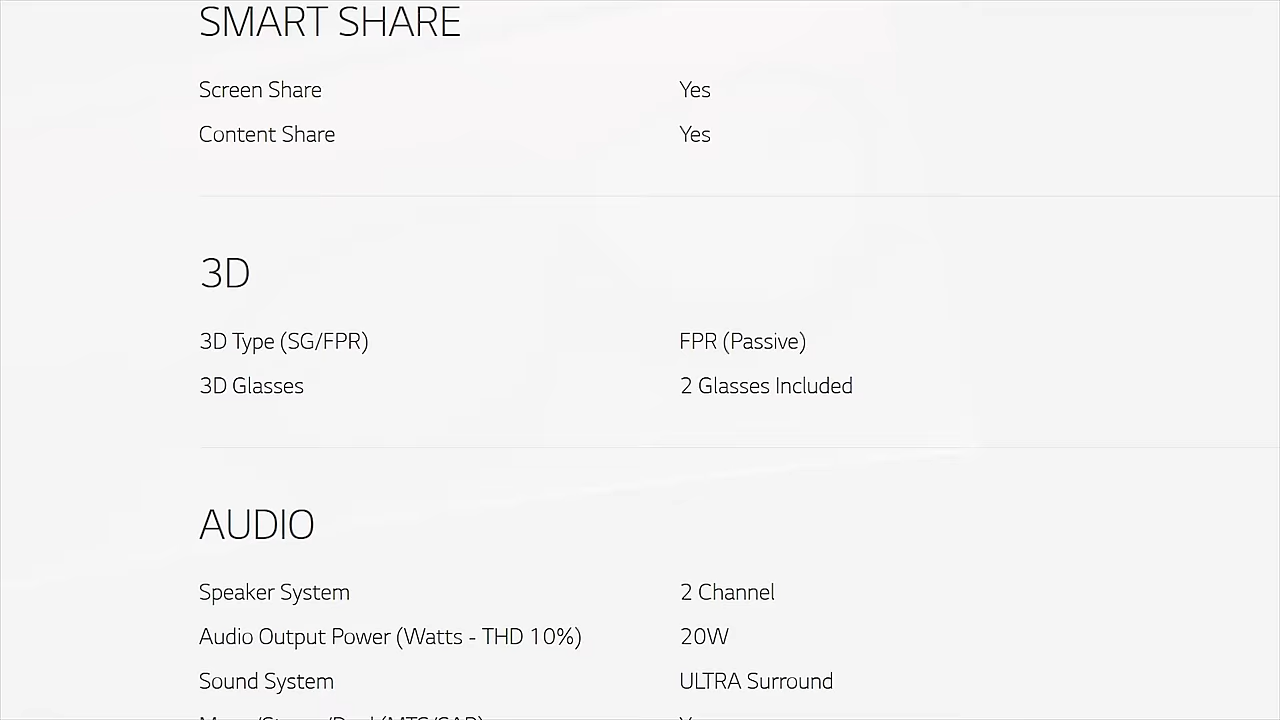 SMART SHARE
Screen Share Yes
Content Share Yes
3D
3D Type (SG/FPR) FPR (Passive)
3D Glasses 2 Glasses Included
AUDIO
Speaker System 2 Channel
Audio Output Power (Watts - THD 10%) 20W
Sound System ULTRA Surround